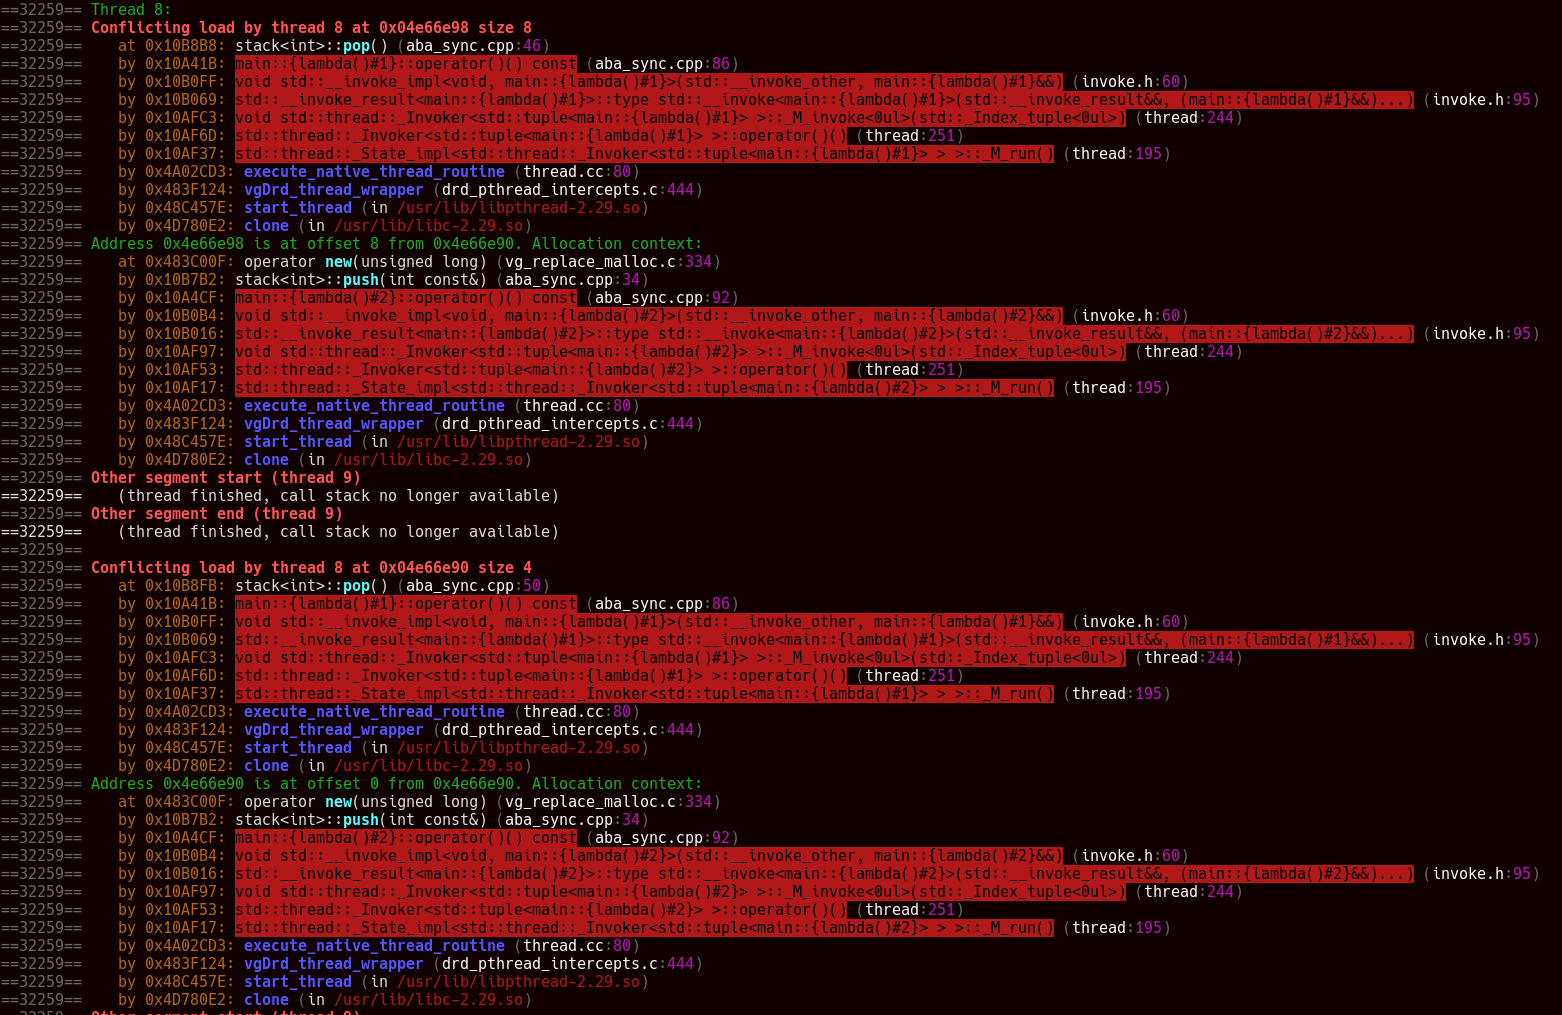 ==32259== Thread 8:
==32259== Conflicting load by thread 8 at 0x04e66e98 size 8
==32259==    at 0x10B8B8: stack<int>::pop() (aba_sync.cpp:46)
==32259==    by 0x10A41B: main::{lambda()#1}::operator()() const (aba_sync.cpp:86)
==32259==    by 0x10B0FF: void std::__invoke_impl<void, main::{lambda()#1}>(std::__invoke_other, main::{lambda()#1}&&) (invoke.h:60)
==32259==    by 0x10B069: std::__invoke_result<main::{lambda()#1}>::type std::__invoke<main::{lambda()#1}>(std::__invoke_result&&, (main::{lambda()#1}&&)...) (invoke.h:95)
==32259==    by 0x10AFC3: void std::thread::_Invoker<std::tuple<main::{lambda()#1}> >::_M_invoke<0ul>(std::_Index_tuple<0ul>) (thread:244)
==32259==    by 0x10AF6D: std::thread::_Invoker<std::tuple<main::{lambda()#1}> >::operator()() (thread:251)
==32259==    by 0x10AF37: std::thread::_State_impl<std::thread::_Invoker<std::tuple<main::{lambda()#1}> > >::_M_run() (thread:195)
==32259==    by 0x4A02CD3: execute_native_thread_routine (thread.cc:80)
==32259==    by 0x483F124: vgDrd_thread_wrapper (drd_pthread_intercepts.c:444)
==32259==    by 0x48C457E: start_thread (in /usr/lib/libpthread-2.29.so)
==32259==    by 0x4D780E2: clone (in /usr/lib/libc-2.29.so)
==32259== Address 0x4e66e98 is at offset 8 from 0x4e66e90. Allocation context:
==32259==    at 0x483C00F: operator new(unsigned long) (vg_replace_malloc.c:334)
==32259==    by 0x10B7B2: stack<int>::push(int const&) (aba_sync.cpp:34)
==32259==    by 0x10A4CF: main::{lambda()#2}::operator()() const (aba_sync.cpp:92)
==32259==    by 0x10B0B4: void std::__invoke_impl<void, main::{lambda()#2}>(std::__invoke_other, main::{lambda()#2}&&) (invoke.h:60)
==32259==    by 0x10B016: std::__invoke_result<main::{lambda()#2}>::type std::__invoke<main::{lambda()#2}>(std::__invoke_result&&, (main::{lambda()#2}&&)...) (invoke.h:95)
==32259==    by 0x10AF97: void std::thread::_Invoker<std::tuple<main::{lambda()#2}> >::_M_invoke<0ul>(std::_Index_tuple<0ul>) (thread:244)
==32259==    by 0x10AF53: std::thread::_Invoker<std::tuple<main::{lambda()#2}> >::operator()() (thread:251)
==32259==    by 0x10AF17: std::thread::_State_impl<std::thread::_Invoker<std::tuple<main::{lambda()#2}> > >::_M_run() (thread:195)
==32259==    by 0x4A02CD3: execute_native_thread_routine (thread.cc:80)
==32259==    by 0x483F124: vgDrd_thread_wrapper (drd_pthread_intercepts.c:444)
==32259==    by 0x48C457E: start_thread (in /usr/lib/libpthread-2.29.so)
==32259==    by 0x4D780E2: clone (in /usr/lib/libc-2.29.so)
==32259== Other segment start (thread 9)
==32259==    (thread finished, call stack no longer available)
==32259== Other segment end (thread 9)
==32259==    (thread finished, call stack no longer available)
==32259==
==32259== Conflicting load by thread 8 at 0x04e66e90 size 4
==32259==    at 0x10B8FB: stack<int>::pop() (aba_sync.cpp:50)
==32259==    by 0x10A41B: main::{lambda()#1}::operator()() const (aba_sync.cpp:86)
==32259==    by 0x10B0FF: void std::__invoke_impl<void, main::{lambda()#1}>(std::__invoke_other, main::{lambda()#1}&&) (invoke.h:60)
==32259==    by 0x10B069: std::__invoke_result<main::{lambda()#1}>::type std::__invoke<main::{lambda()#1}>(std::__invoke_result&&, (main::{lambda()#1}&&)...) (invoke.h:95)
==32259==    by 0x10AFC3: void std::thread::_Invoker<std::tuple<main::{lambda()#1}> >::_M_invoke<0ul>(std::_Index_tuple<0ul>) (thread:244)
==32259==    by 0x10AF6D: std::thread::_Invoker<std::tuple<main::{lambda()#1}> >::operator()() (thread:251)
==32259==    by 0x10AF37: std::thread::_State_impl<std::thread::_Invoker<std::tuple<main::{lambda()#1}> > >::_M_run() (thread:195)
==32259==    by 0x4A02CD3: execute_native_thread_routine (thread.cc:80)
==32259==    by 0x483F124: vgDrd_thread_wrapper (drd_pthread_intercepts.c:444)
==32259==    by 0x48C457E: start_thread (in /usr/lib/libpthread-2.29.so)
==32259==    by 0x4D780E2: clone (in /usr/lib/libc-2.29.so)
==32259== Address 0x4e66e90 is at offset 0 from 0x4e66e90. Allocation context:
==32259==    at 0x483C00F: operator new(unsigned long) (vg_replace_malloc.c:334)
==32259==    by 0x10B7B2: stack<int>::push(int const&) (aba_sync.cpp:34)
==32259==    by 0x10A4CF: main::{lambda()#2}::operator()() const (aba_sync.cpp:92)
==32259==    by 0x10B0B4: void std::__invoke_impl<void, main::{lambda()#2}>(std::__invoke_other, main::{lambda()#2}&&) (invoke.h:60)
==32259==    by 0x10B016: std::__invoke_result<main::{lambda()#2}>::type std::__invoke<main::{lambda()#2}>(std::__invoke_result&&, (main::{lambda()#2}&&)...) (invoke.h:95)
==32259==    by 0x10AF97: void std::thread::_Invoker<std::tuple<main::{lambda()#2}> >::_M_invoke<0ul>(std::_Index_tuple<0ul>) (thread:244)
==32259==    by 0x10AF53: std::thread::_Invoker<std::tuple<main::{lambda()#2}> >::operator()() (thread:251)
==32259==    by 0x10AF17: std::thread::_State_impl<std::thread::_Invoker<std::tuple<main::{lambda()#2}> > >::_M_run() (thread:195)
==32259==    by 0x4A02CD3: execute_native_thread_routine (thread.cc:80)
==32259==    by 0x483F124: vgDrd_thread_wrapper (drd_pthread_intercepts.c:444)
==32259==    by 0x48C457E: start_thread (in /usr/lib/libpthread-2.29.so)
==32259==    by 0x4D780E2: clone (in /usr/lib/libc-2.29.so)